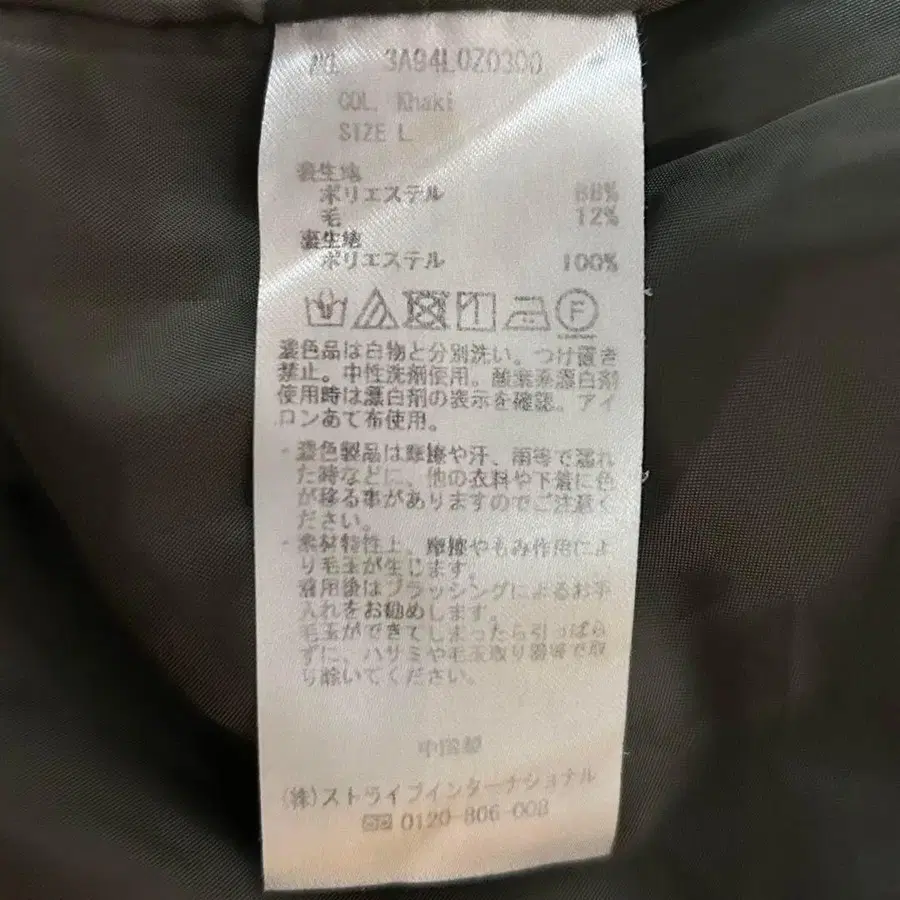 No. 3A94L0Z0300
COL. Khaki
SIZE L
表生地
ポリエステル 88%
毛 12%
裏生地
ポリエステル 100%
F
濃色品は白物と分別洗い。つけ置き
禁止。中性洗剤使用。酸素系漂白剤
使用時は漂白剤の表示を確認。アイ
ロンあて布使用。
・濃色製品は摩擦や汗、雨等で濡れ
た時などに、他の衣料や下着に色
が移る事がありますのでご注意く
ださい。
・素材特性上、摩擦やもみ作用によ
り毛玉が生じます。
着用後はブラッシングによるお手
入れをお勧めします。
毛玉ができてしまったら引っぱら
ずに、ハサミや毛玉取り器等で取
り除いてください。
中国製
(株)ストライプインターナショナル
0120-806-008